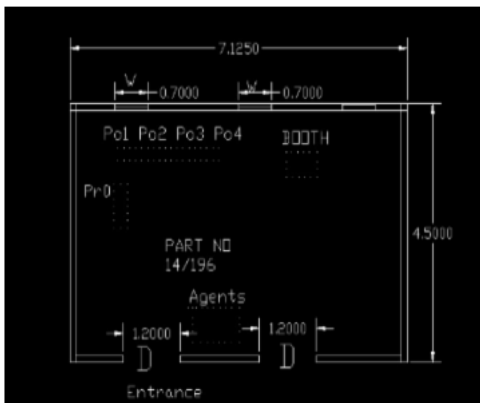 7.1250
W 0.7000 W 0.7000
Po1 Po2 Po3 Po4 BOOTH
PrO
4.5000
PART NO
14/196
Agents
1.2000 1.2000
D D
Entrance